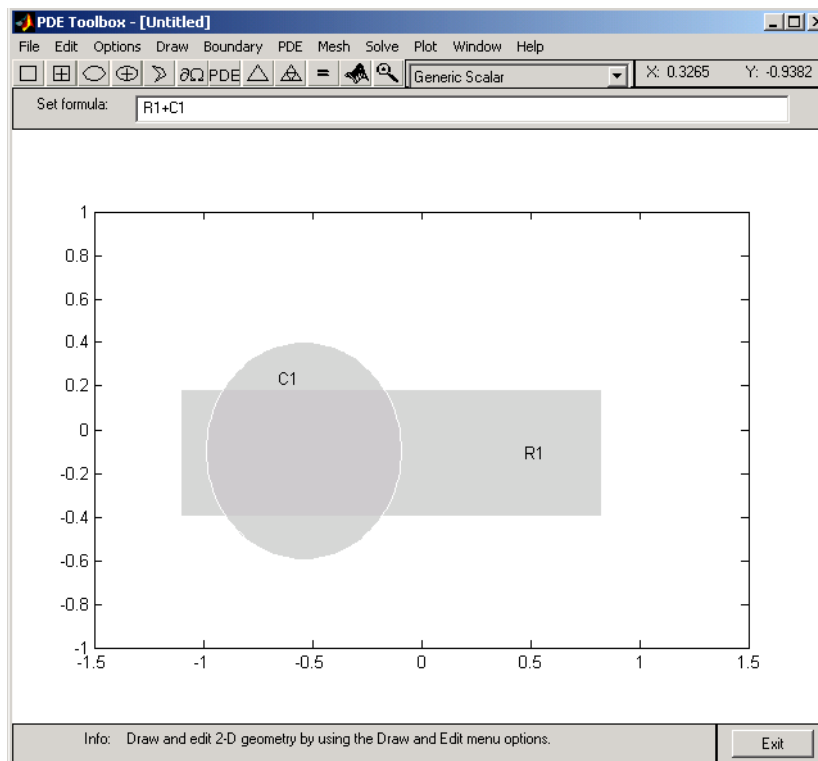 PDE Toolbox - [Untitled]
File Edit Options Draw Boundary PDE Mesh Solve Plot Window Help
∂Ω PDE = Generic Scalar X: 0.3265 Y: -0.9382
Set formula: R1+C1
1
0.8
0.6
0.4
0.2
0
-0.2
-0.4
-0.6
-0.8
-1
C1
R1
-1.5 -1 -0.5 0 0.5 1 1.5
Info: Draw and edit 2-D geometry by using the Draw and Edit menu options. Exit